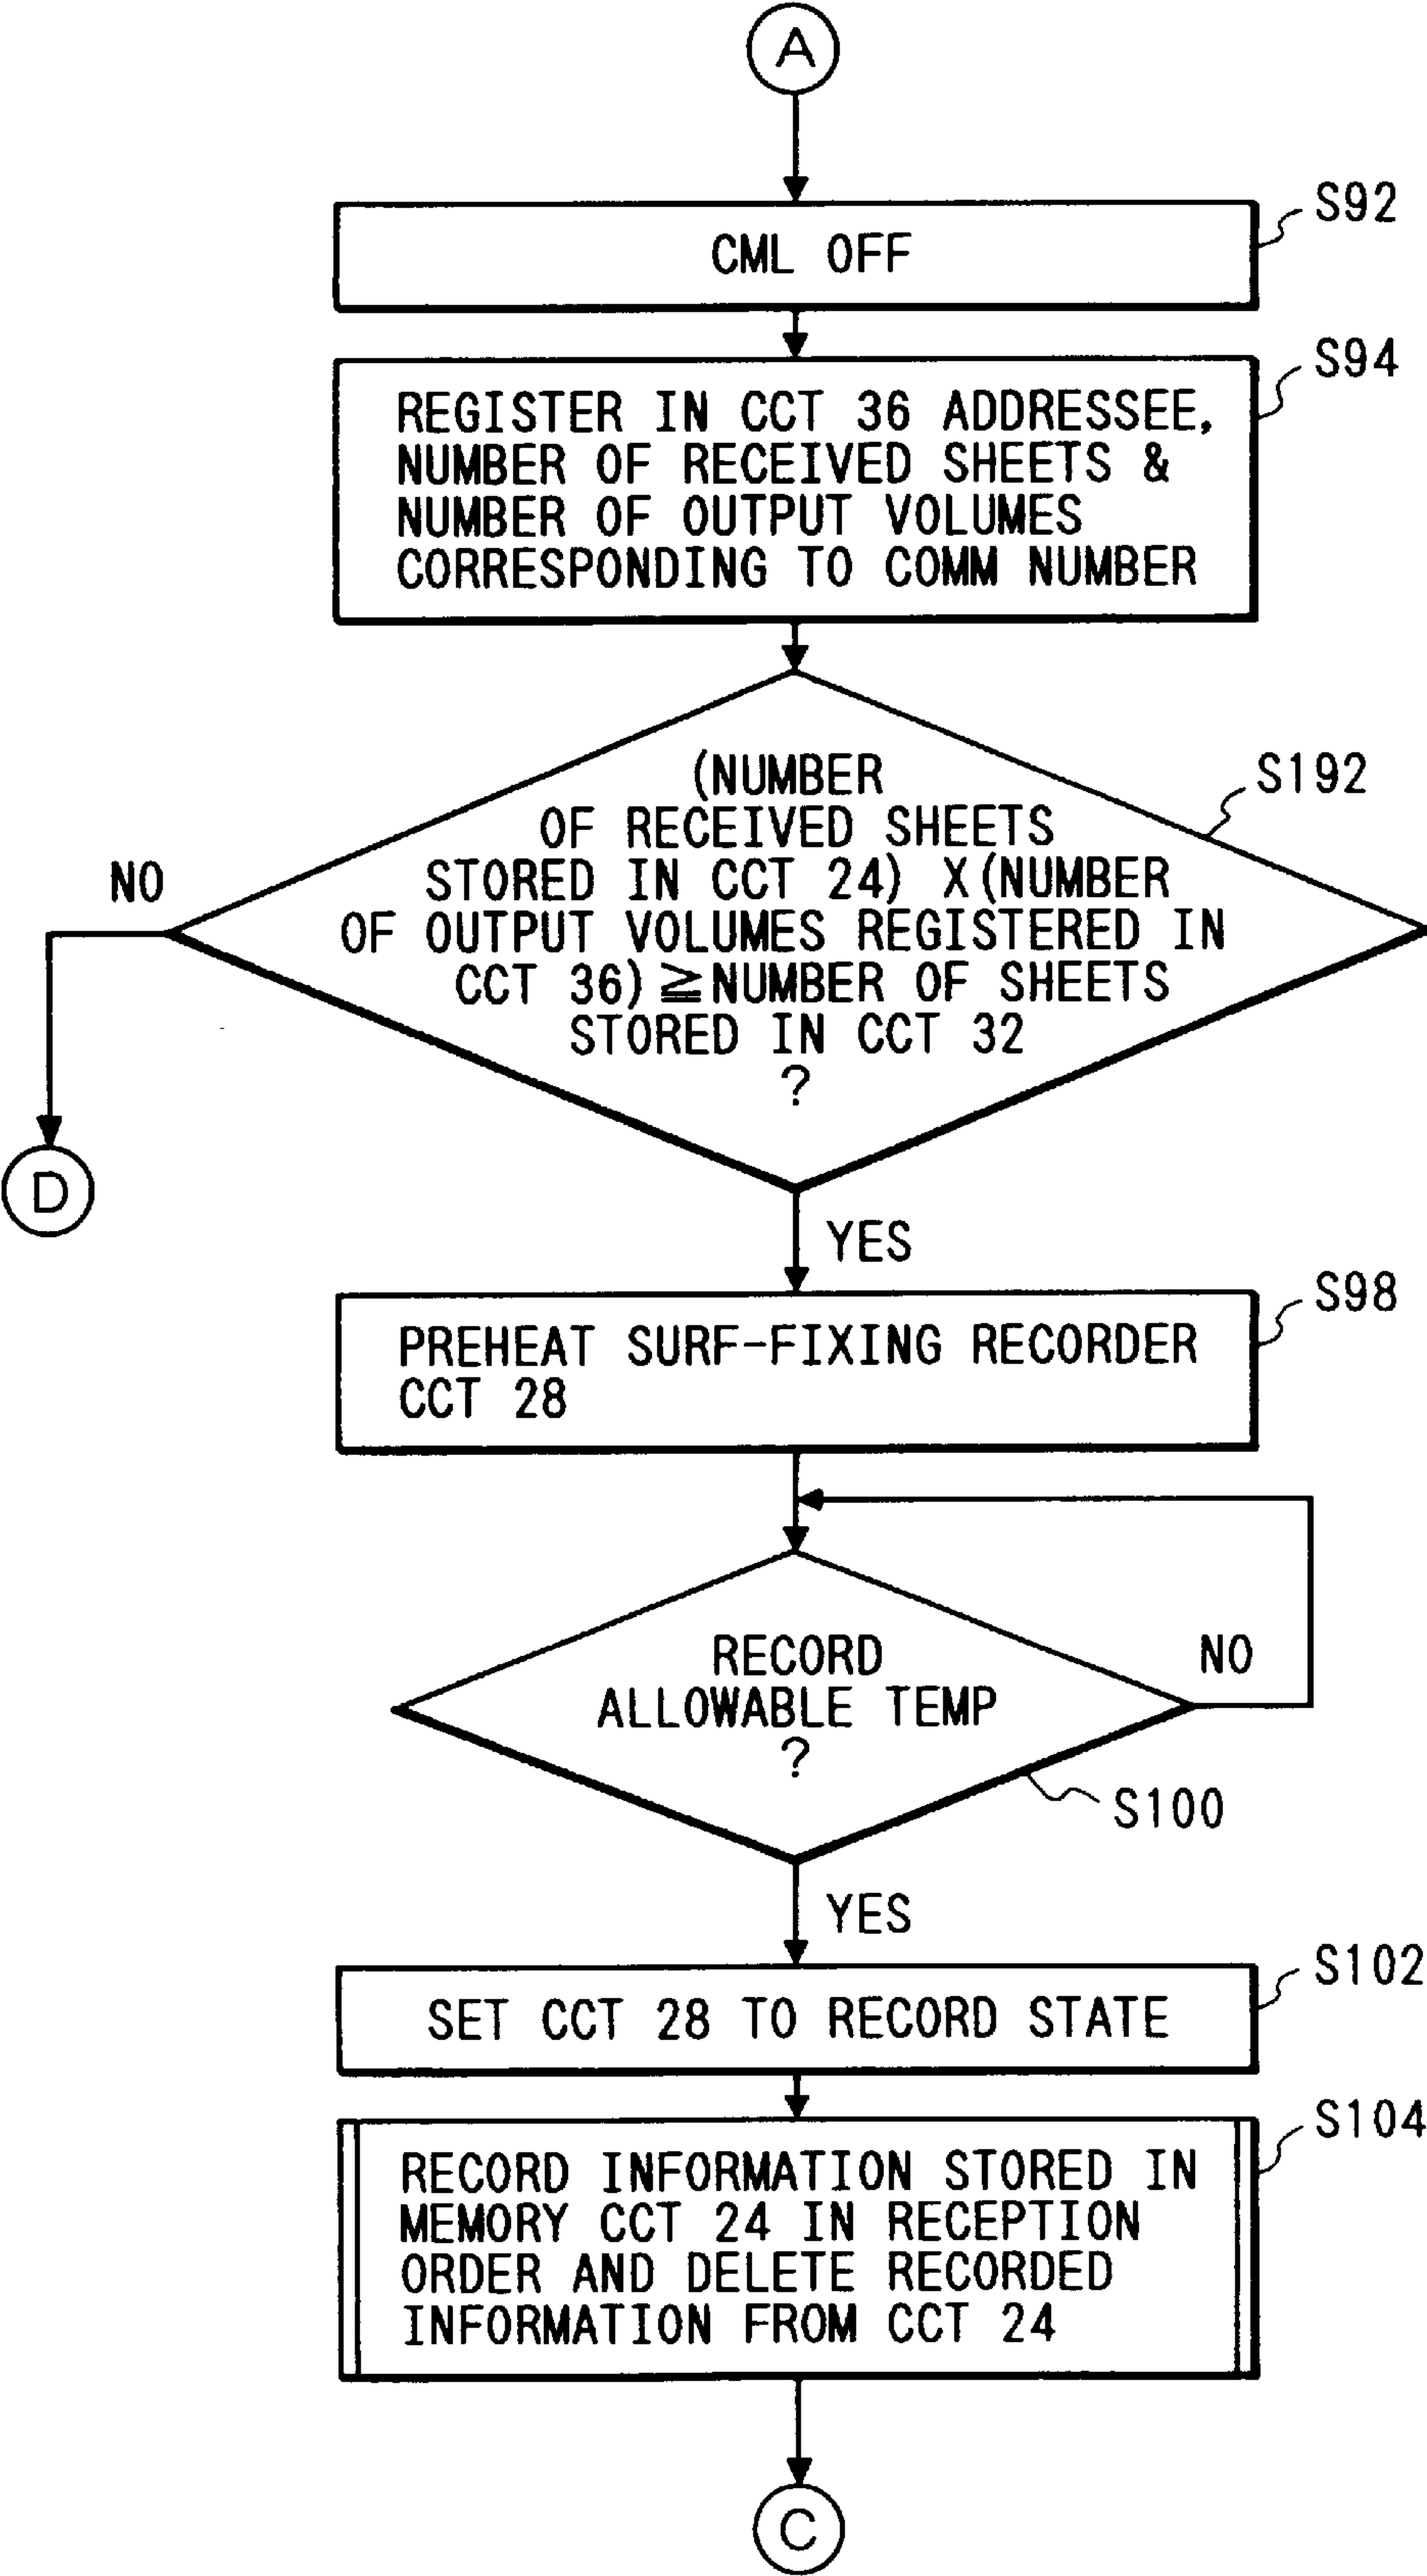 A
S92
CML OFF
S94
REGISTER IN CCT 36 ADDRESSEE,
NUMBER OF RECEIVED SHEETS &
NUMBER OF OUTPUT VOLUMES
CORRESPONDING TO COMM NUMBER
S192
(NUMBER
OF RECEIVED SHEETS
STORED IN CCT 24) X (NUMBER
OF OUTPUT VOLUMES REGISTERED IN
CCT 36) ≧ NUMBER OF SHEETS
STORED IN CCT 32
?
NO
D
YES
S98
PREHEAT SURF-FIXING RECORDER
CCT 28
RECORD
ALLOWABLE TEMP
?
NO
S100
YES
S102
SET CCT 28 TO RECORD STATE
S104
RECORD INFORMATION STORED IN
MEMORY CCT 24 IN RECEPTION
ORDER AND DELETE RECORDED
INFORMATION FROM CCT 24
C